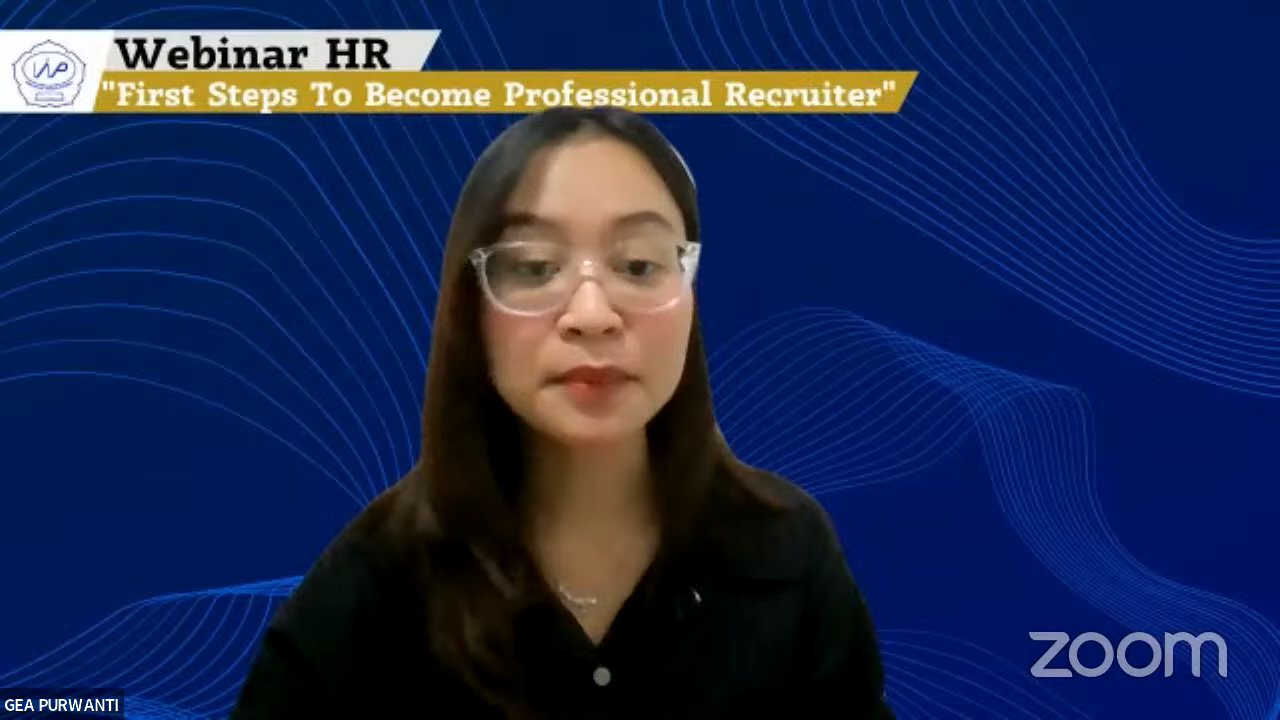 Webinar HR
"First Steps To Become Professional Recruiter"
zoom
GEA PURWANTI